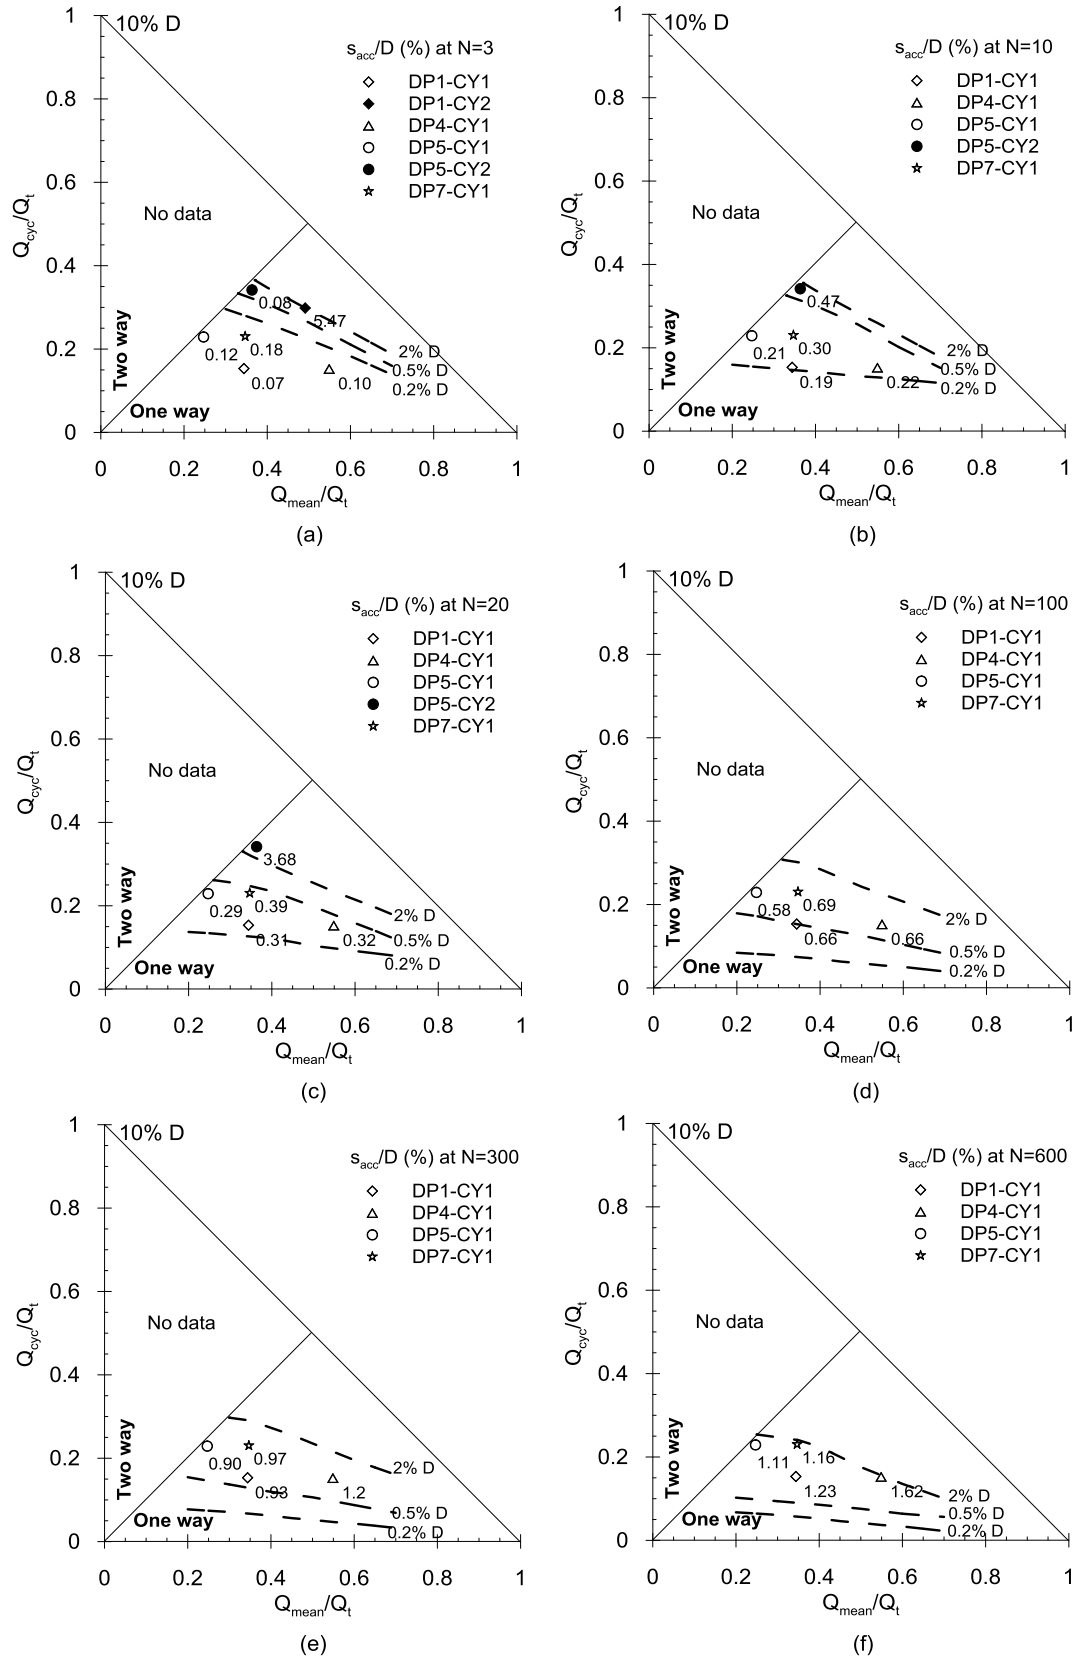 1
10% D
s_acc/D (%) at N=3
DP1-CY1
DP1-CY2
DP4-CY1
DP5-CY1
DP5-CY2
DP7-CY1
0.8
0.6
Q_cyc/Q_t
No data
0.4
0.08
5.47
0.2
Two way
0.12
0.18
0.07
0.10
2% D
0.5% D
0.2% D
One way
0
0 0.2 0.4 0.6 0.8 1
Q_mean/Q_t
(a)
1
10% D
s_acc/D (%) at N=10
DP1-CY1
DP4-CY1
DP5-CY1
DP5-CY2
DP7-CY1
0.8
0.6
Q_cyc/Q_t
No data
0.4
0.47
0.2
Two way
0.21
0.30
0.19
0.22
2% D
0.5% D
0.2% D
One way
0
0 0.2 0.4 0.6 0.8 1
Q_mean/Q_t
(b)
1
10% D
s_acc/D (%) at N=20
DP1-CY1
DP4-CY1
DP5-CY1
DP5-CY2
DP7-CY1
0.8
0.6
Q_cyc/Q_t
No data
0.4
3.68
0.2
Two way
0.29
0.39
0.31
0.32
2% D
0.5% D
0.2% D
One way
0
0 0.2 0.4 0.6 0.8 1
Q_mean/Q_t
(c)
1
10% D
s_acc/D (%) at N=100
DP1-CY1
DP4-CY1
DP5-CY1
DP7-CY1
0.8
0.6
Q_cyc/Q_t
No data
0.4
0.2
Two way
0.58
0.69
0.66
0.66
2% D
0.5% D
0.2% D
One way
0
0 0.2 0.4 0.6 0.8 1
Q_mean/Q_t
(d)
1
10% D
s_acc/D (%) at N=300
DP1-CY1
DP4-CY1
DP5-CY1
DP7-CY1
0.8
0.6
Q_cyc/Q_t
No data
0.4
0.2
Two way
0.90
0.97
0.93
1.2
2% D
0.5% D
0.2% D
One way
0
0 0.2 0.4 0.6 0.8 1
Q_mean/Q_t
(e)
1
10% D
s_acc/D (%) at N=600
DP1-CY1
DP4-CY1
DP5-CY1
DP7-CY1
0.8
0.6
Q_cyc/Q_t
No data
0.4
0.2
Two way
1.11
1.16
1.23
1.62
2% D
0.5% D
0.2% D
One way
0
0 0.2 0.4 0.6 0.8 1
Q_mean/Q_t
(f)